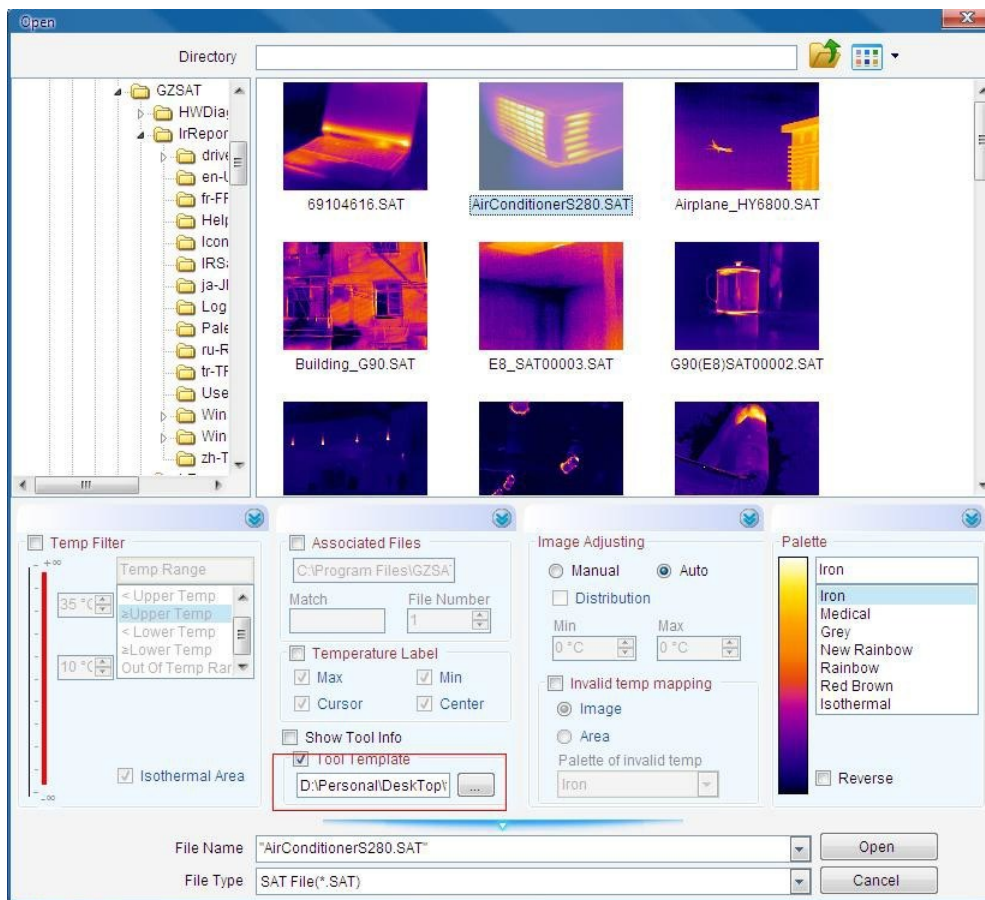 Open
Directory
GZSAT
HWDia
IrRepor
drive
en-U
fr-FF
Help
Icon
IRS
ja-JI
Log
Pale
ru-R
tr-TF
Use
Win
Win
zh-T
69104616.SAT
AirConditionerS280.SAT
Airplane_HY6800.SAT
Building_G90.SAT
E8_SAT00003.SAT
G90(E8)SAT00002.SAT
Temp Filter
+∞
Temp Range
35 °C
< Upper Temp
≥Upper Temp
< Lower Temp
≥Lower Temp
10 °C
Out Of Temp Ran
Isothermal Area
-∞
Associated Files
C:\Program Files\GZSA
Match
File Number
1
Temperature Label
Max
Min
Cursor
Center
Show Tool Info
Tool Template
D:\Personal\DeskTop\
...
Image Adjusting
Manual
Auto
Distribution
Min
Max
0 °C
0 °C
Invalid temp mapping
Image
Area
Palette of invalid temp
Iron
Palette
Iron
Iron
Medical
Grey
New Rainbow
Rainbow
Red Brown
Isothermal
Reverse
File Name
"AirConditionerS280.SAT"
Open
File Type
SAT File(*.SAT)
Cancel